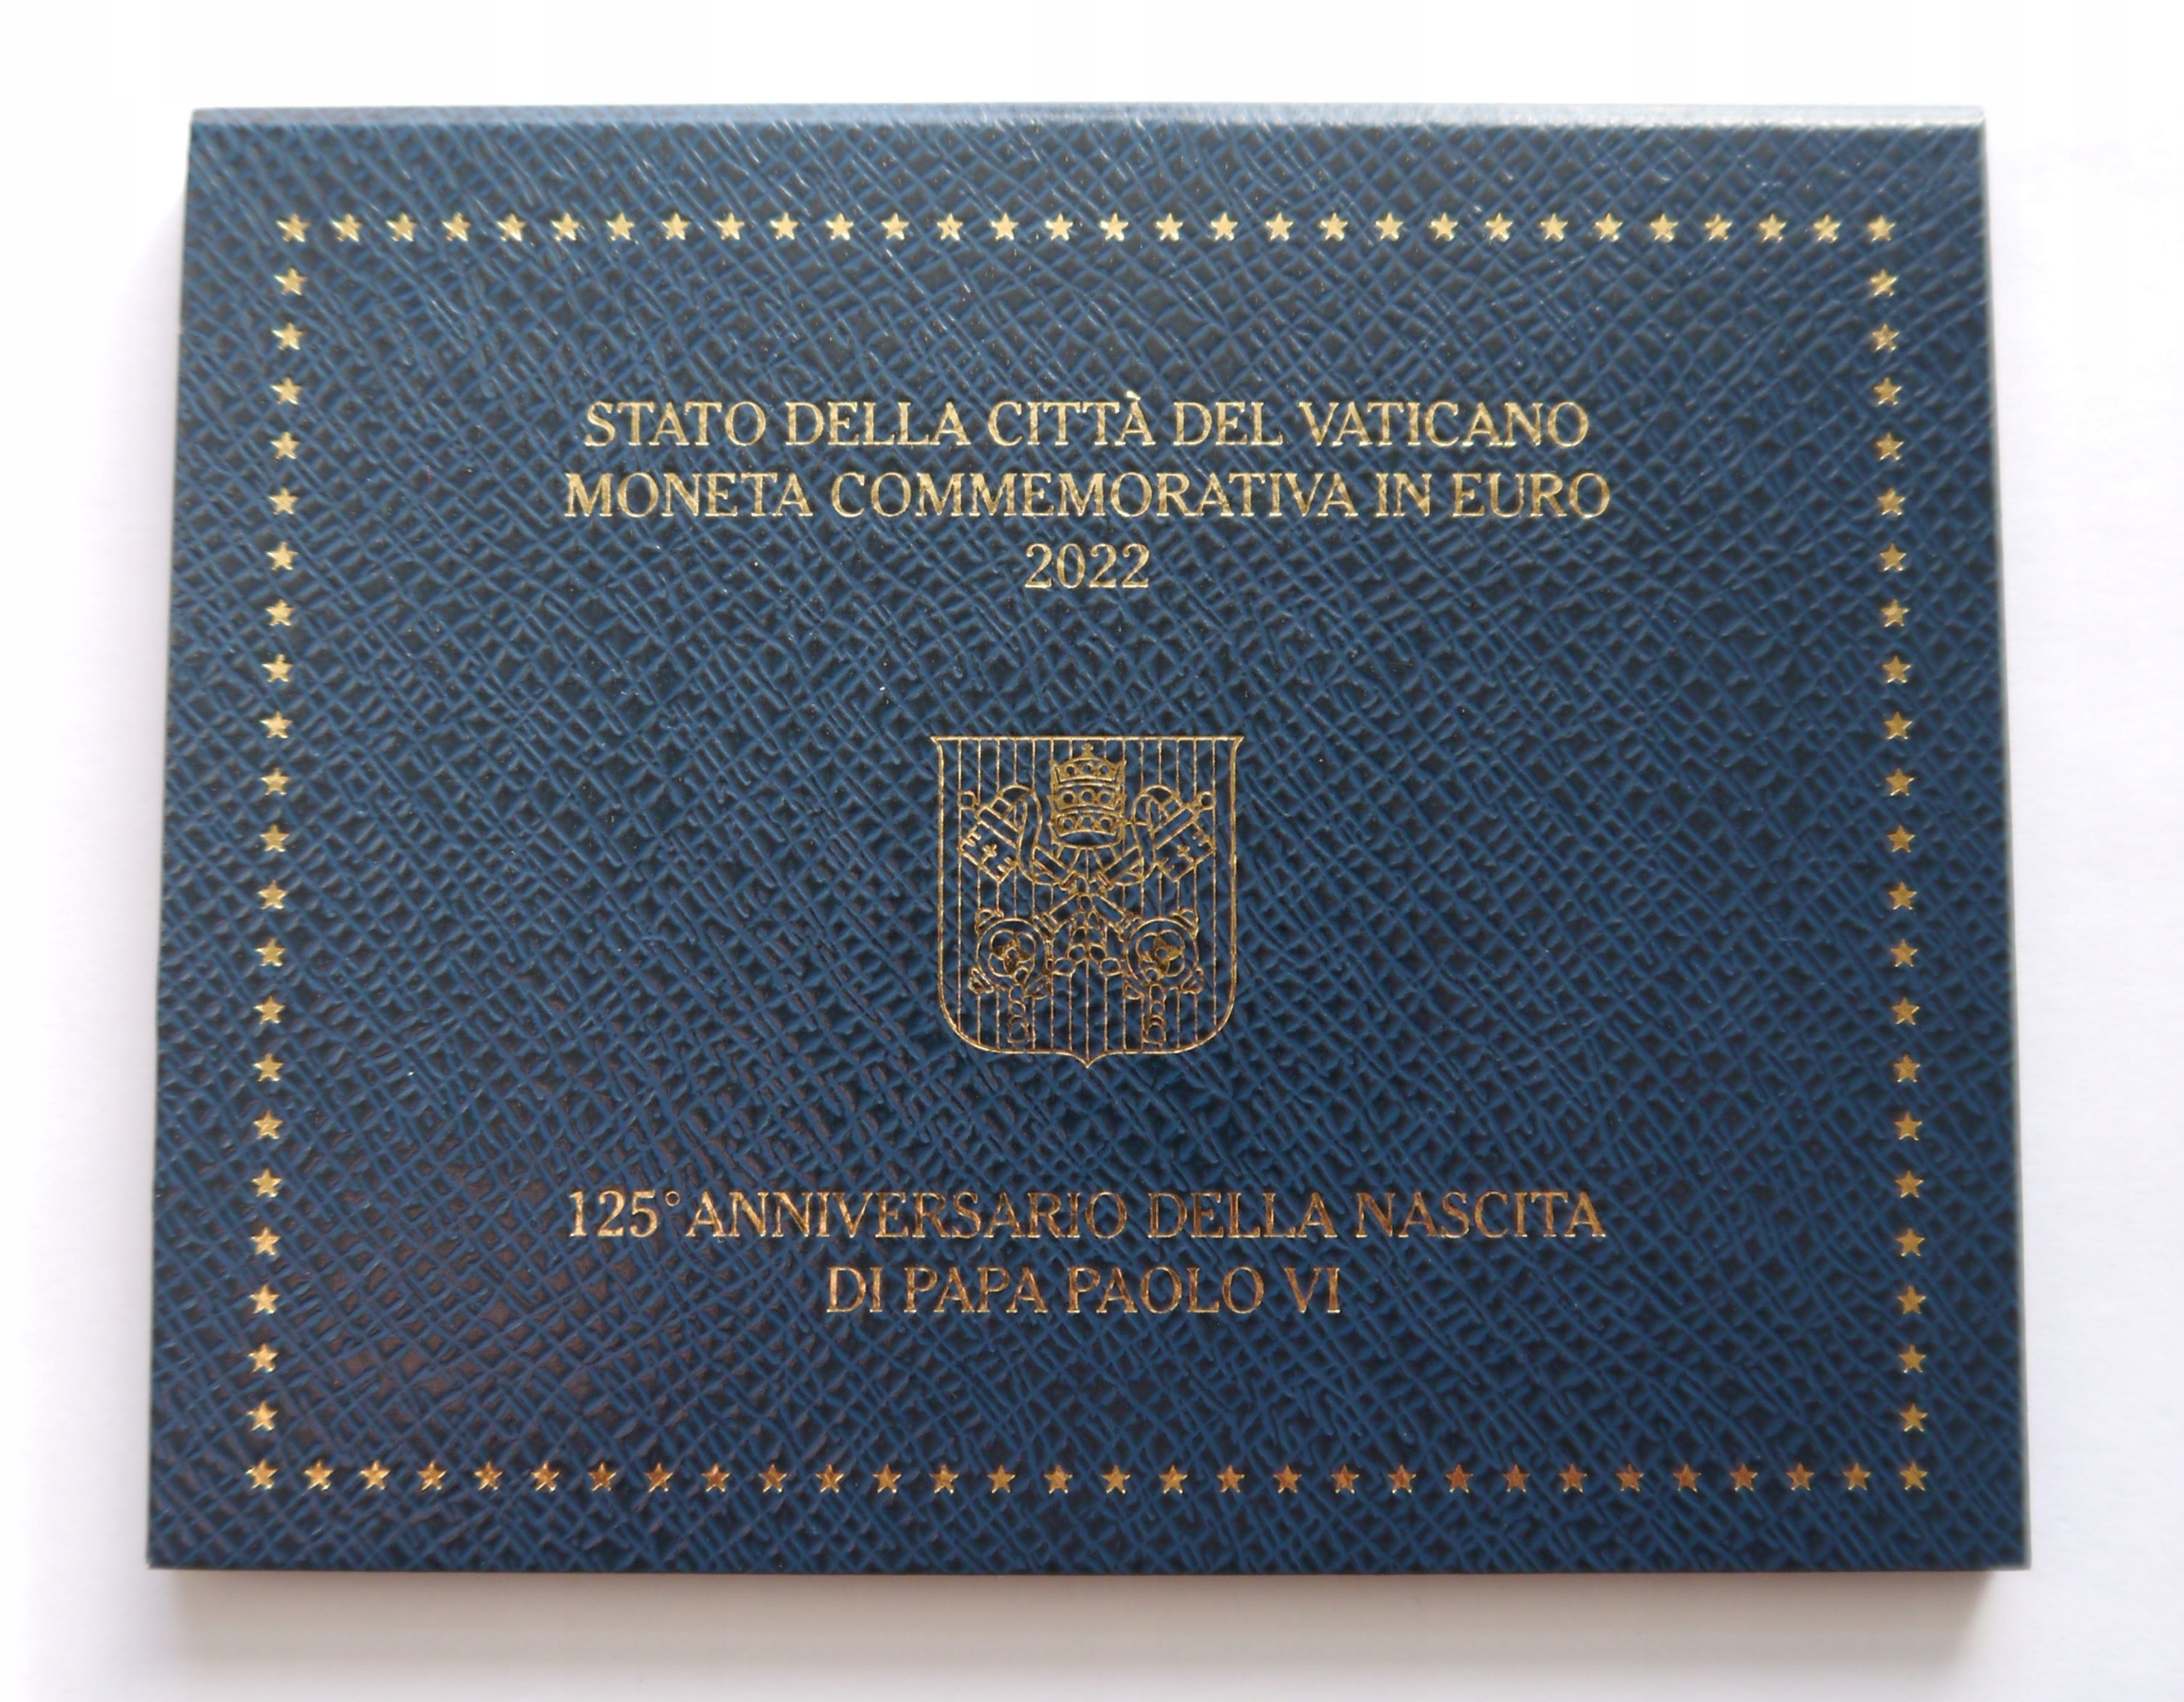 STATO DELLA CITTÀ DEL VATICANO
MONETA COMMEMORATIVA IN EURO
2022
125° ANNIVERSARIO DELLA NASCITA
DI PAPA PAOLO VI